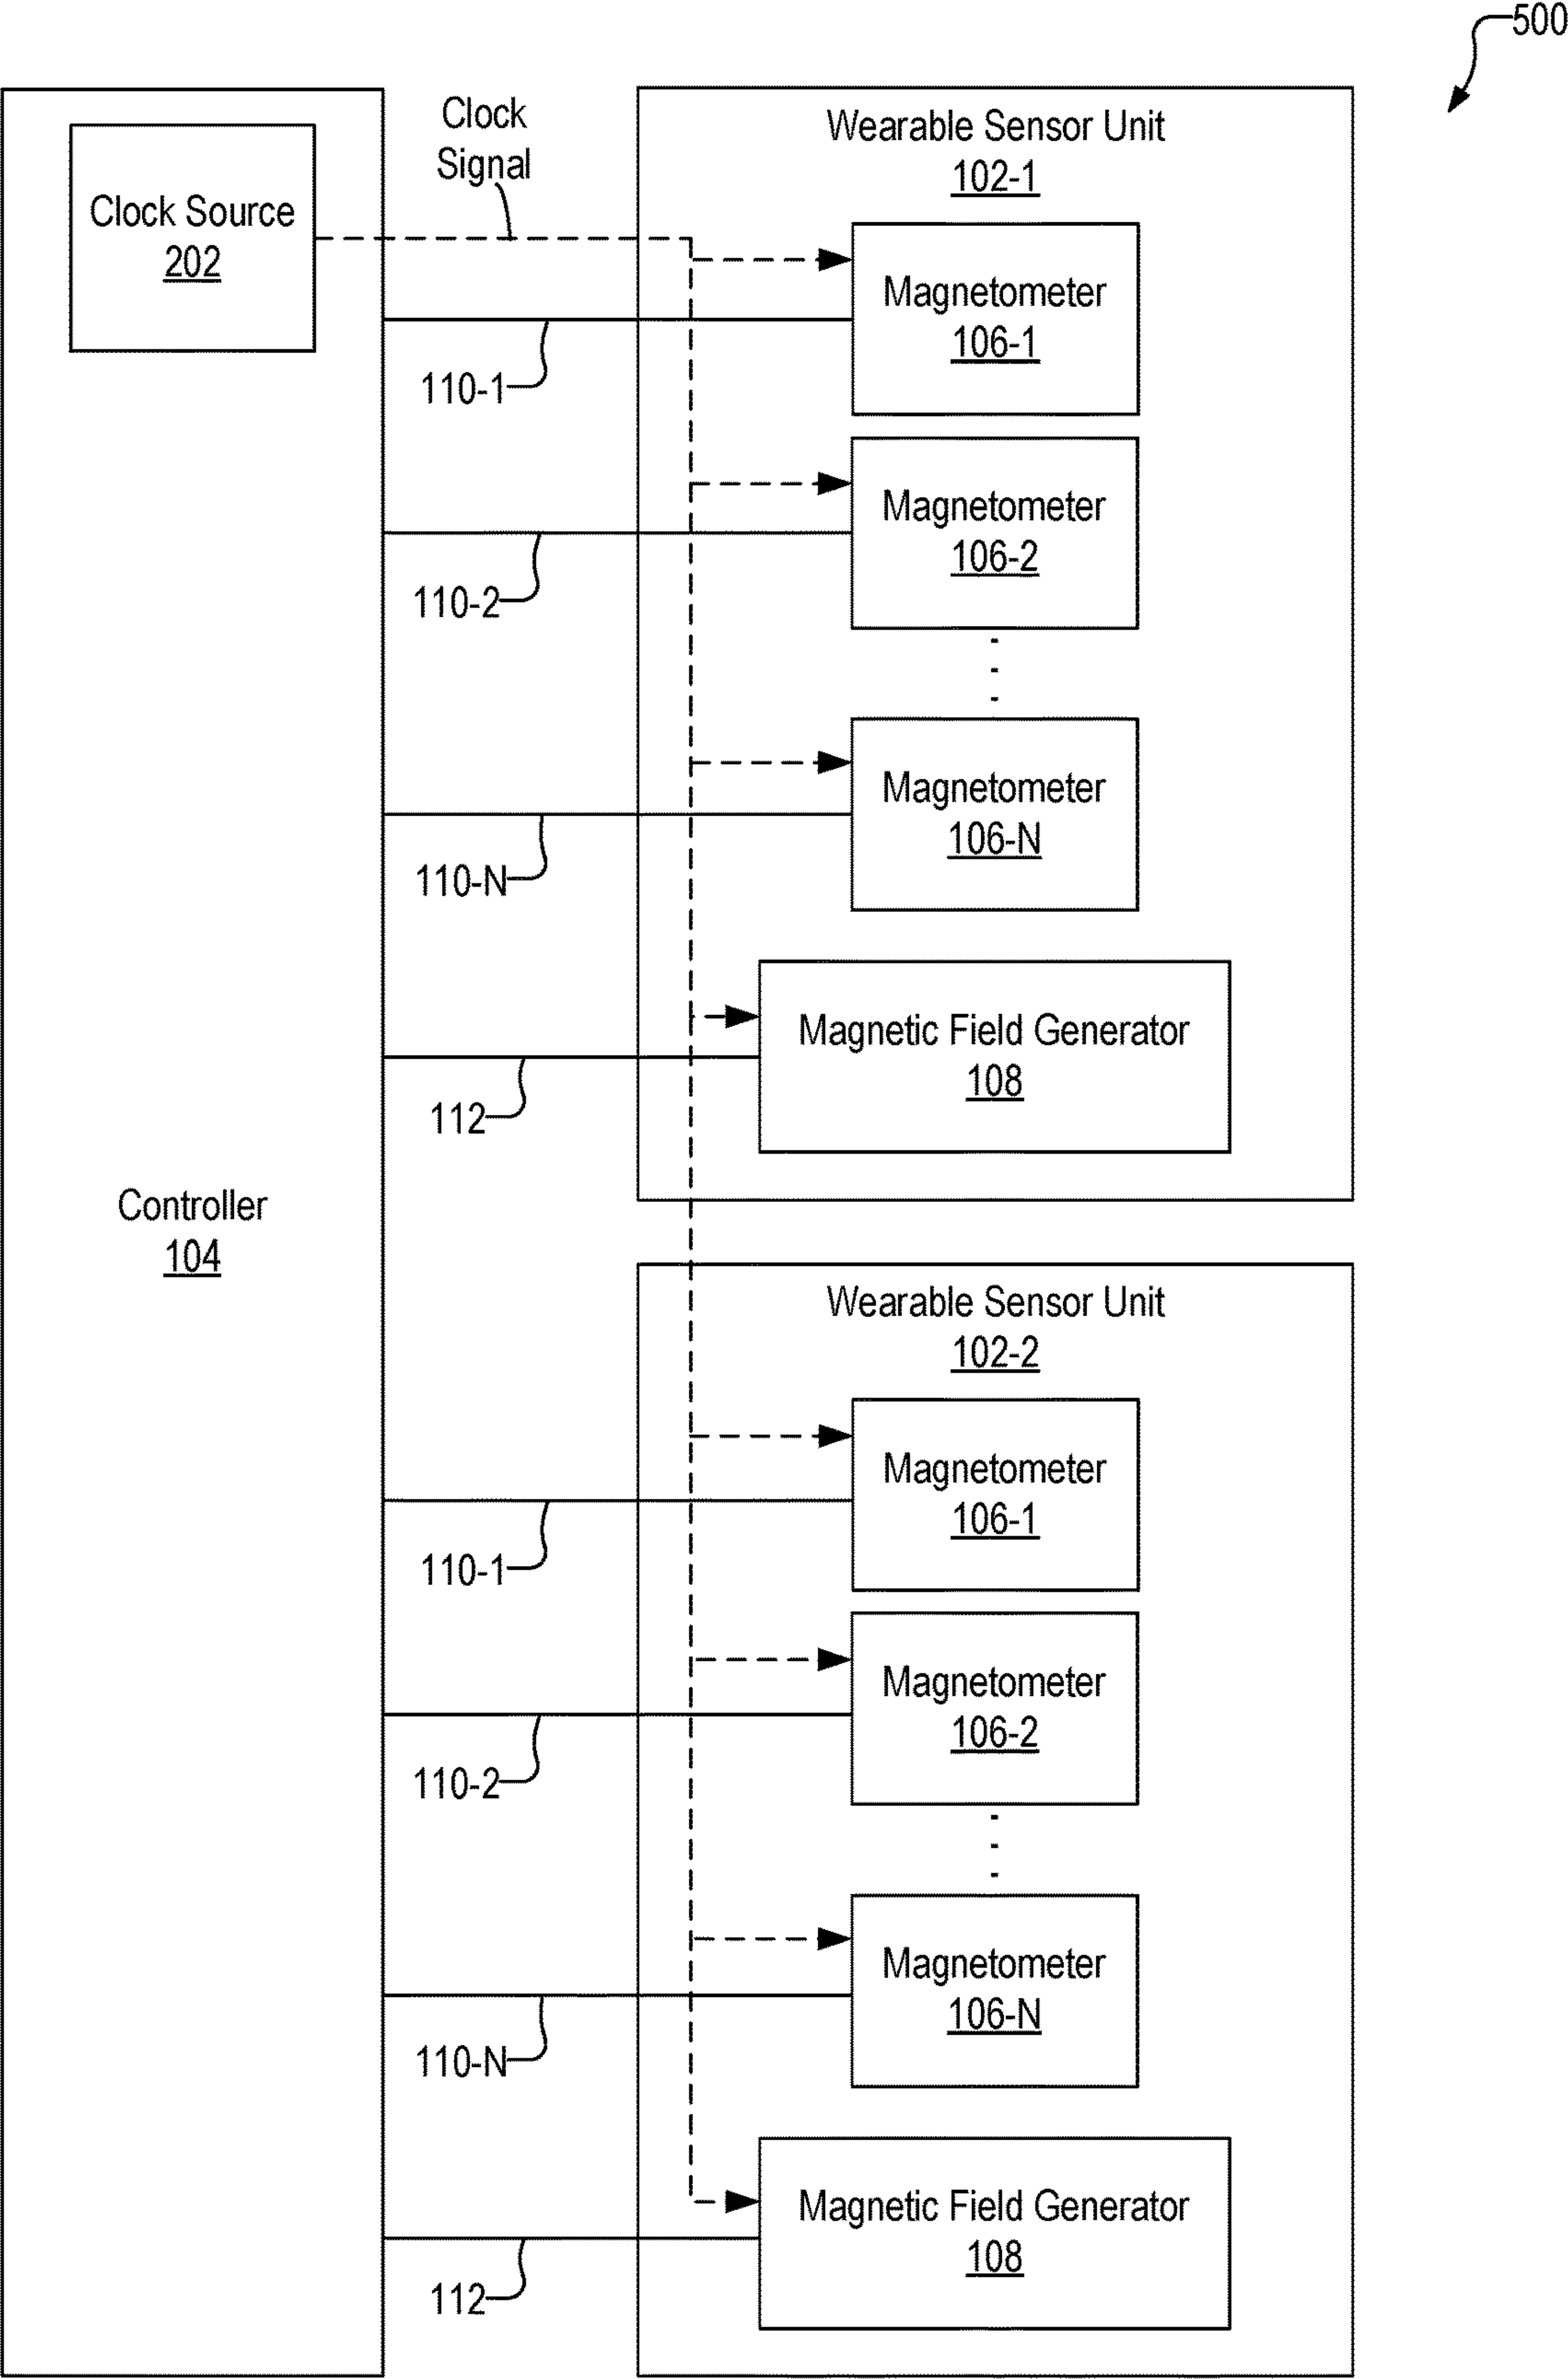 500
Clock
Signal
Wearable Sensor Unit
102-1
Clock Source
202
Magnetometer
106-1
110-1
Magnetometer
106-2
110-2
Magnetometer
106-N
110-N
Magnetic Field Generator
108
112
Controller
104
Wearable Sensor Unit
102-2
Magnetometer
106-1
110-1
Magnetometer
106-2
110-2
Magnetometer
106-N
110-N
Magnetic Field Generator
108
112